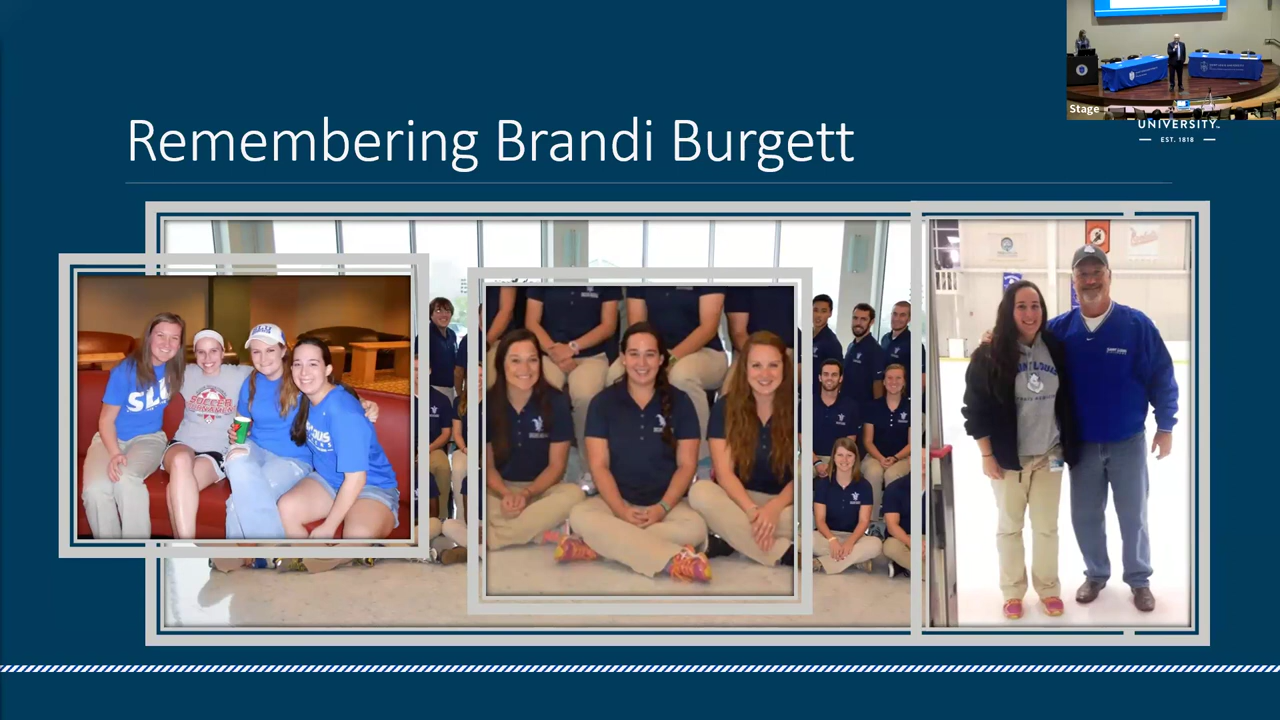 Remembering Brandi Burgett
Stage
UNIVERSITY
EST. 1818
SLU
SOCCER